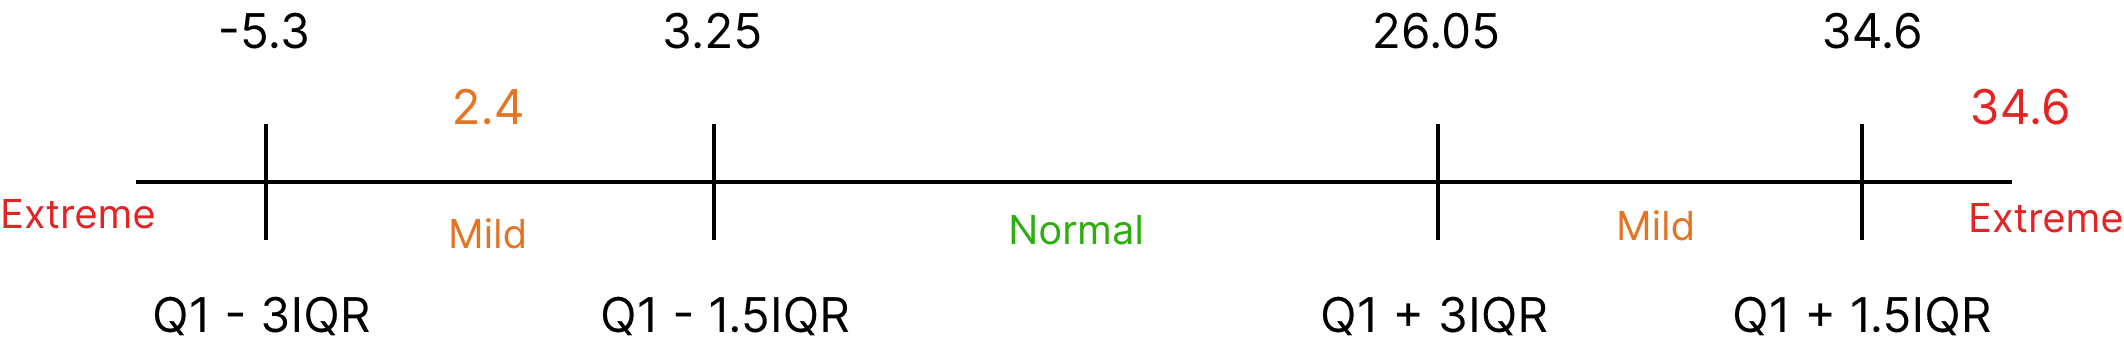 -5.3 3.25 26.05 34.6
2.4 34.6
Extreme Mild Normal Mild Extreme
Q1 - 3IQR Q1 - 1.5IQR Q1 + 3IQR Q1 + 1.5IQR